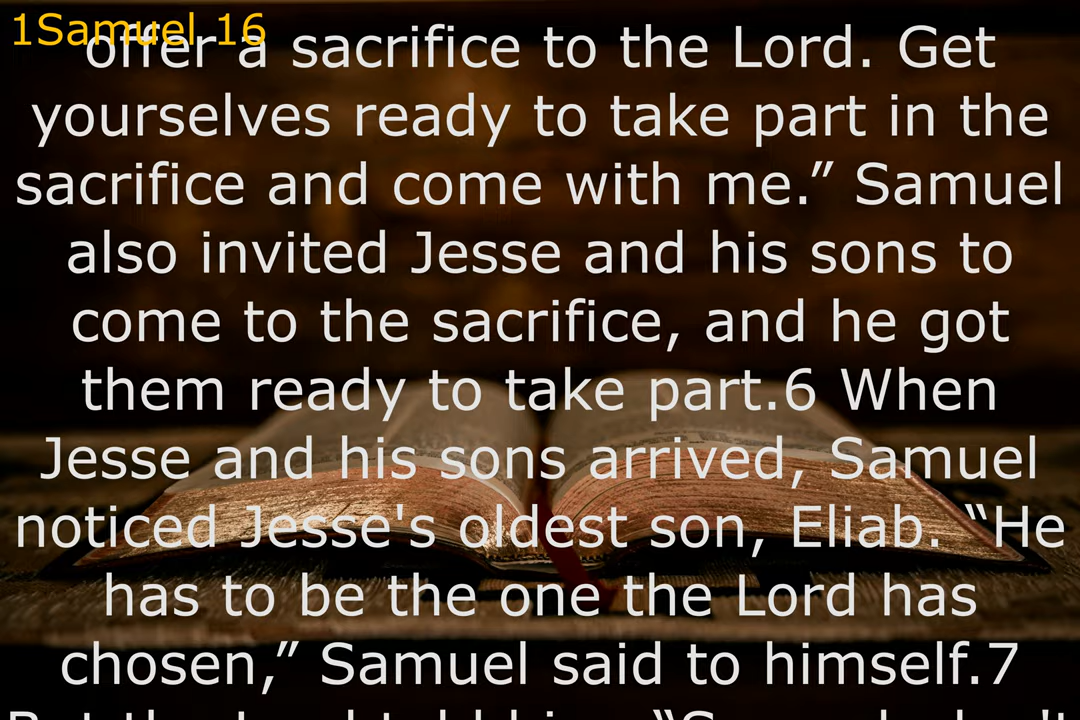 1Samuel 16
offer a sacrifice to the Lord. Get
yourselves ready to take part in the
sacrifice and come with me.” Samuel
also invited Jesse and his sons to
come to the sacrifice, and he got
them ready to take part.6 When
Jesse and his sons arrived, Samuel
noticed Jesse's oldest son, Eliab. “He
has to be the one the Lord has
chosen,” Samuel said to himself.7